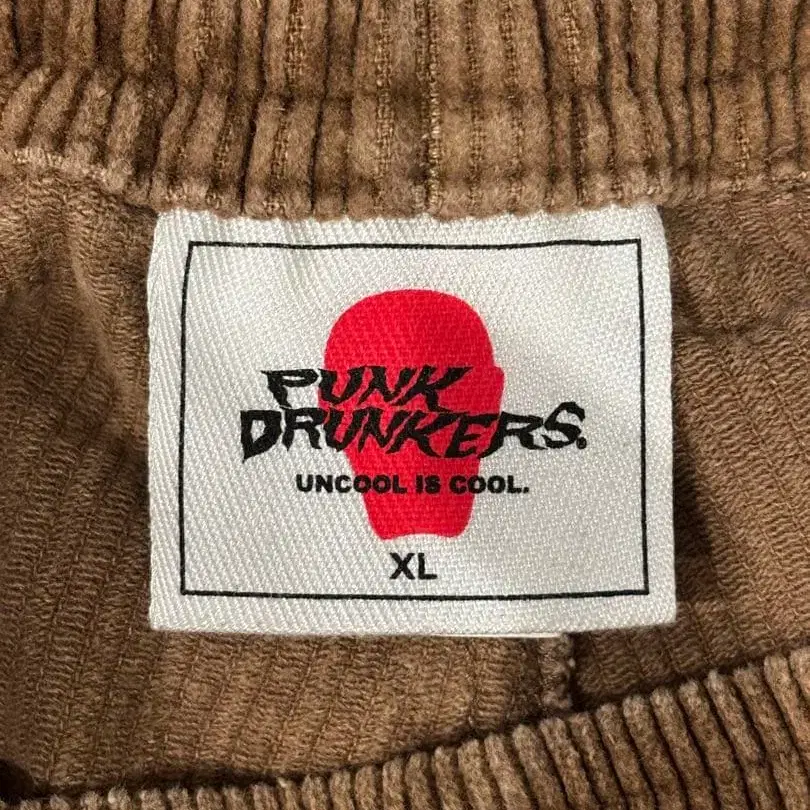 PUNK
DRUNKERS.
UNCOOL IS COOL.
XL